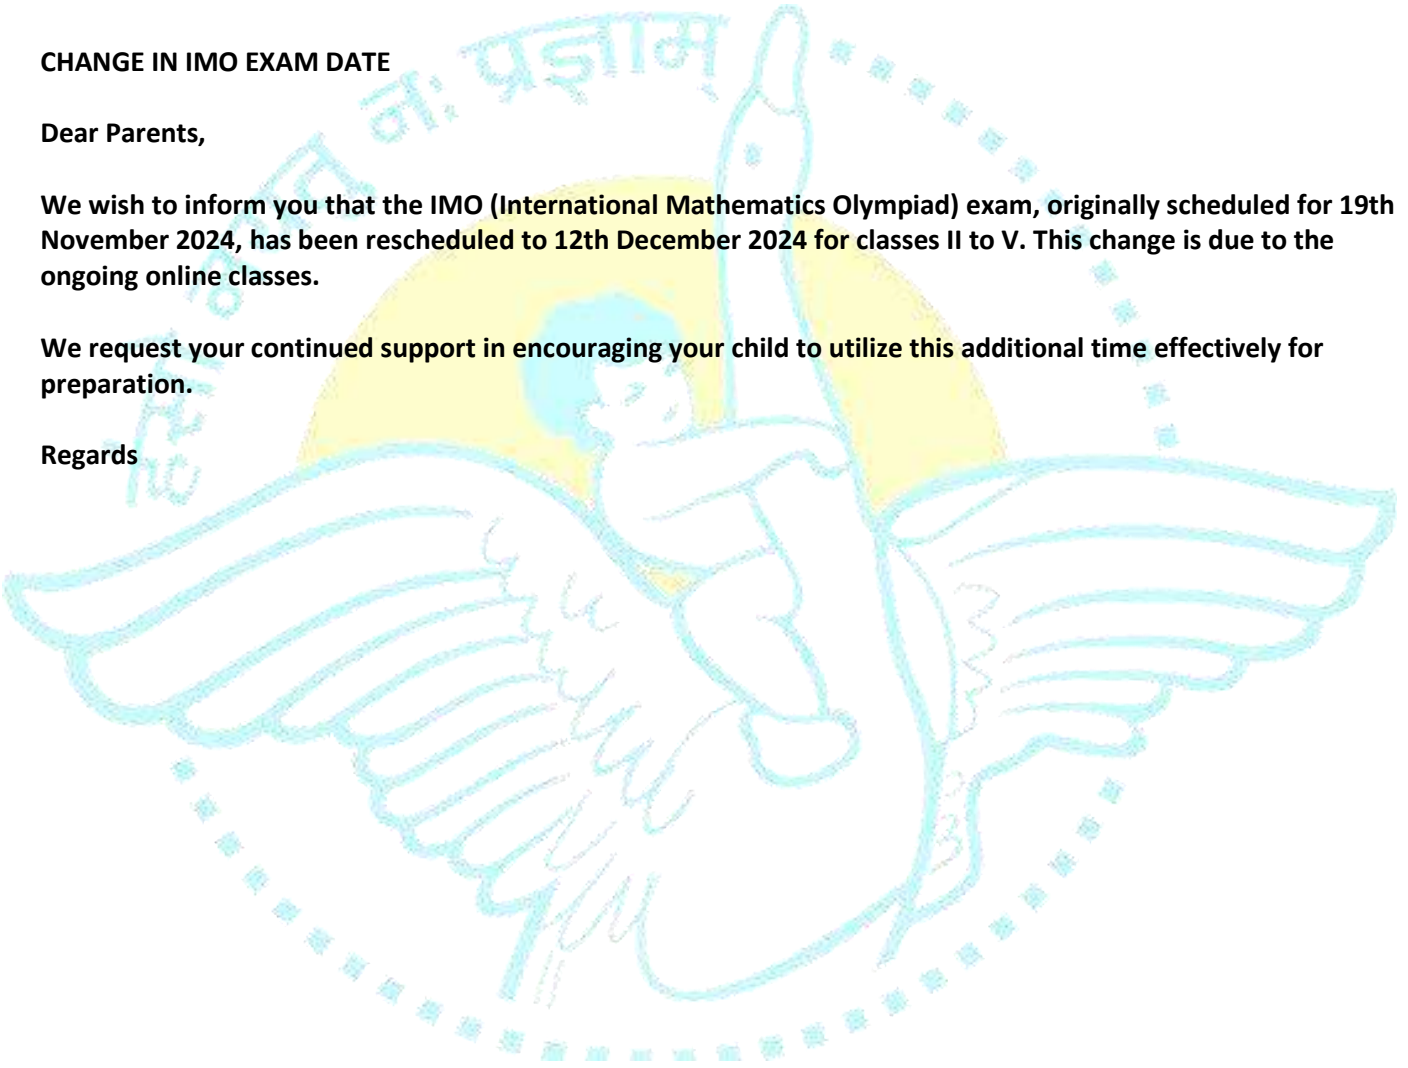 हंसा नयतु नः प्रज्ञाम्
CHANGE IN IMO EXAM DATE
Dear Parents,
We wish to inform you that the IMO (International Mathematics Olympiad) exam, originally scheduled for 19th
November 2024, has been rescheduled to 12th December 2024 for classes II to V. This change is due to the
ongoing online classes.
We request your continued support in encouraging your child to utilize this additional time effectively for
preparation.
Regards